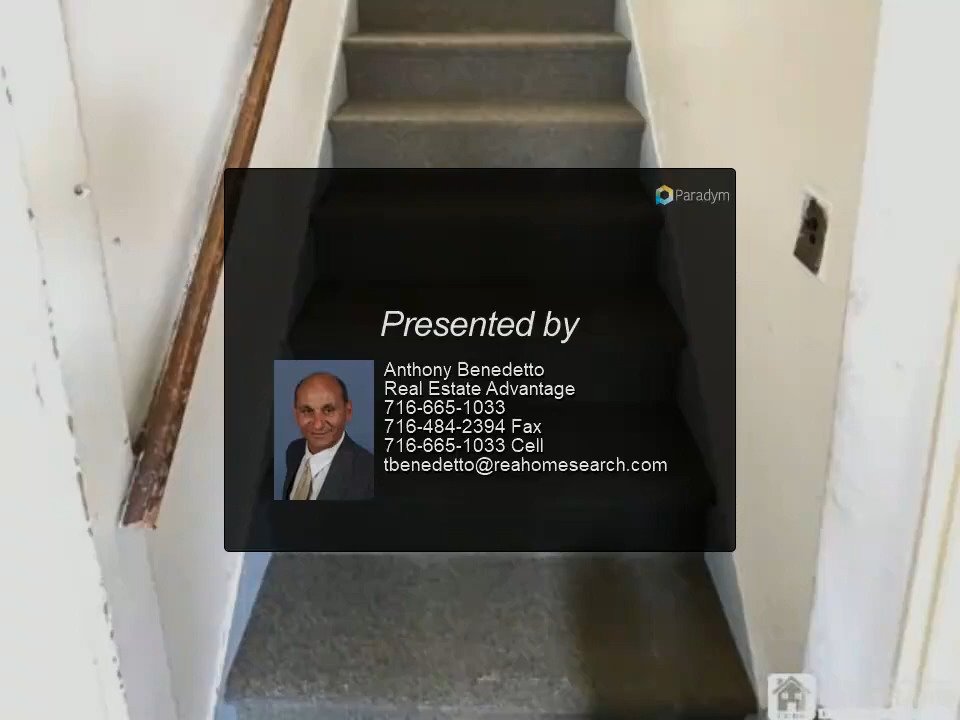 Paradym
Presented by
Anthony Benedetto
Real Estate Advantage
716-665-1033
716-484-2394 Fax
716-665-1033 Cell
tbenedetto@reahomesearch.com